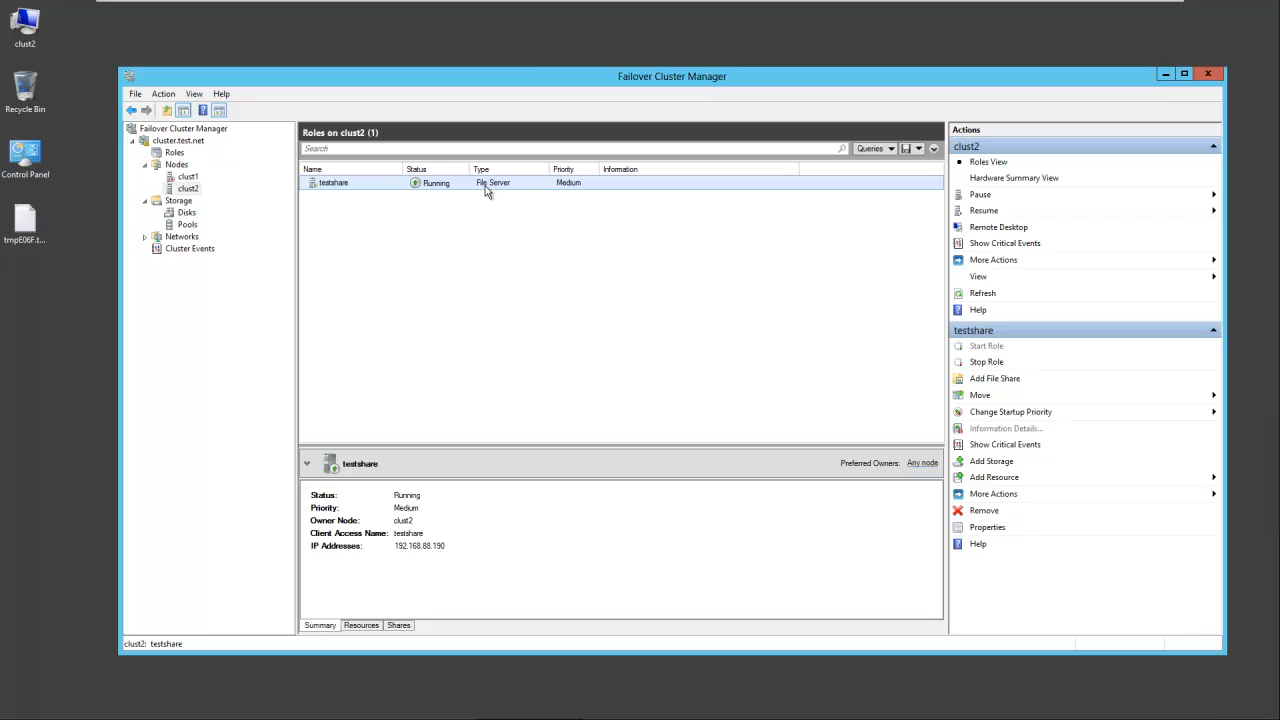 clust2
Recycle Bin
Control Panel
tmpE06F.t...
Failover Cluster Manager
File Action View Help
Failover Cluster Manager
cluster.test.net
Roles
Nodes
clust1
clust2
Storage
Disks
Pools
Networks
Cluster Events
Roles on clust2 (1)
Search Queries
Name Status Type Priority Information
testshare Running File Server Medium
testshare Preferred Owners: Any node
Status: Running
Priority: Medium
Owner Node: clust2
Client Access Name: testshare
IP Addresses: 192.168.88.190
Summary Resources Shares
Actions
clust2
Roles View
Hardware Summary View
Pause
Resume
Remote Desktop
Show Critical Events
More Actions
View
Refresh
Help
testshare
Start Role
Stop Role
Add File Share
Move
Change Startup Priority
Information Details...
Show Critical Events
Add Storage
Add Resource
More Actions
Remove
Properties
Help
clust2: testshare